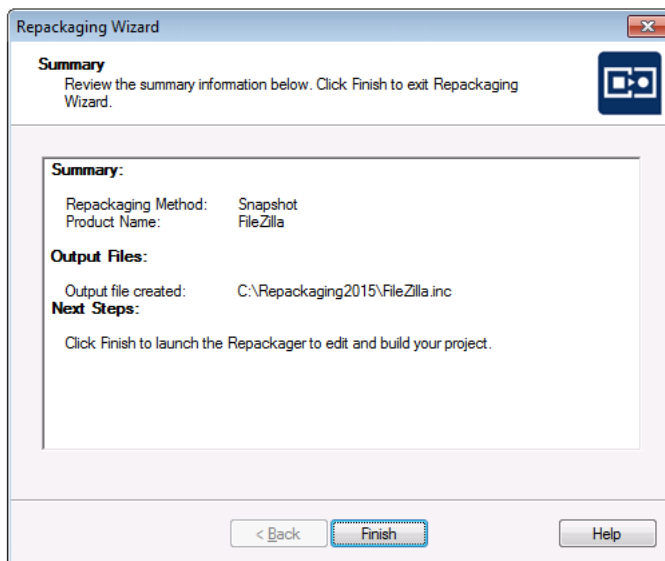 Repackaging Wizard
Summary
Review the summary information below. Click Finish to exit Repackaging
Wizard.
Summary:
Repackaging Method: Snapshot
Product Name: FileZilla
Output Files:
Output file created: C:\Repackaging2015\FileZilla.inc
Next Steps:
Click Finish to launch the Repackager to edit and build your project.
< Back Finish Help